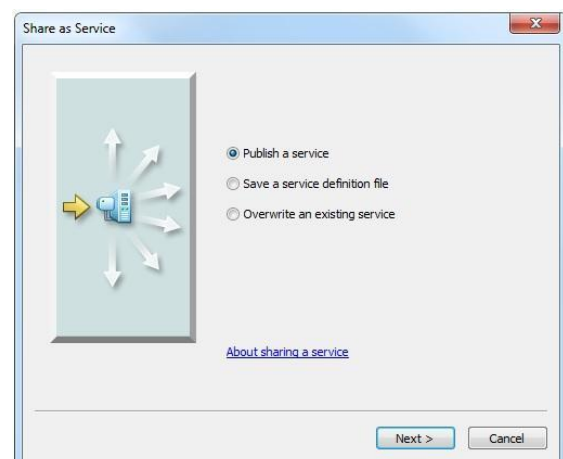 Share as Service
Publish a service
Save a service definition file
Overwrite an existing service
About sharing a service
Next >
Cancel